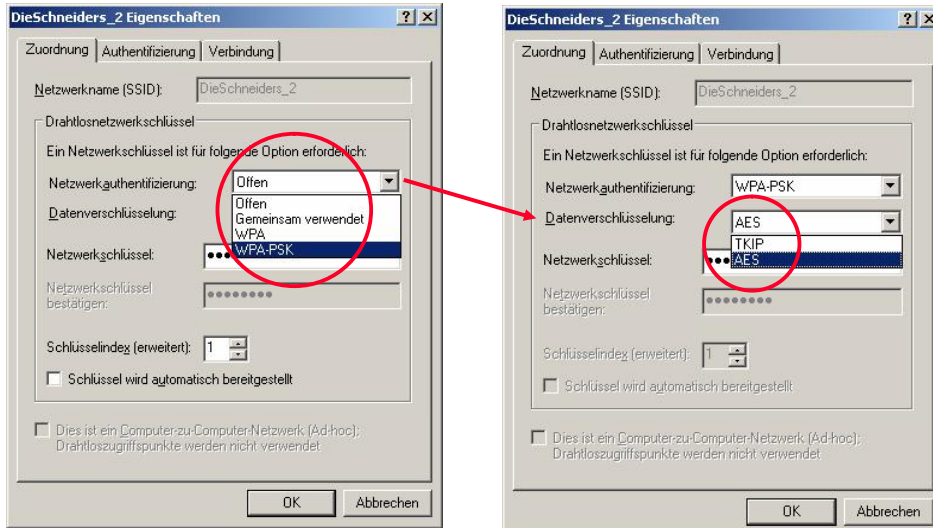 DieSchneiders_2 Eigenschaften
Zuordnung Authentifizierung Verbindung
Netzwerkname (SSID): DieSchneiders_2
Drahtlosnetzwerkschlüssel
Ein Netzwerkschlüssel ist für folgende Option erforderlich:
Netzwerkauthentifizierung: Offen
Offen
Datenverschlüsselung: Gemeinsam verwendet
WPA
WPA-PSK
Netzwerkschlüssel:
Netzwerkschlüssel
bestätigen:
Schlüsselindex (erweitert): 1
Schlüssel wird automatisch bereitgestellt
Dies ist ein Computer-zu-Computer-Netzwerk (Ad-hoc);
Drahtloszugriffspunkte werden nicht verwendet
OK Abbrechen
DieSchneiders_2 Eigenschaften
Zuordnung Authentifizierung Verbindung
Netzwerkname (SSID): DieSchneiders_2
Drahtlosnetzwerkschlüssel
Ein Netzwerkschlüssel ist für folgende Option erforderlich:
Netzwerkauthentifizierung: WPA-PSK
Datenverschlüsselung: AES
TKIP
AES
Netzwerkschlüssel:
Netzwerkschlüssel
bestätigen:
Schlüsselindex (erweitert): 1
Schlüssel wird automatisch bereitgestellt
Dies ist ein Computer-zu-Computer-Netzwerk (Ad-hoc);
Drahtloszugriffspunkte werden nicht verwendet
OK Abbrechen